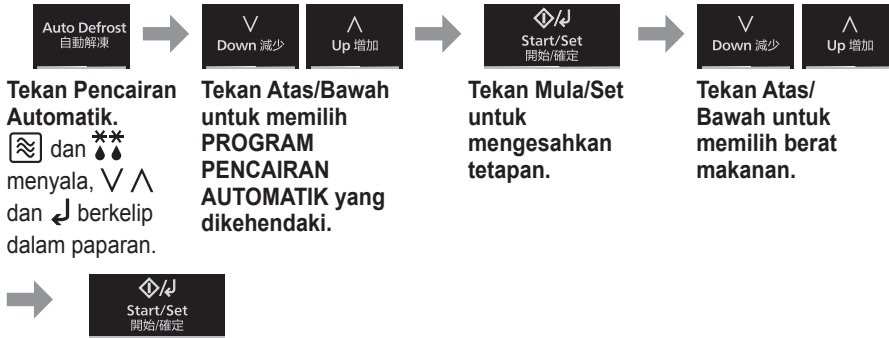 Auto Defrost
自動解凍
Down 減少
Up 增加
Start/Set
開始/確定
Down 減少
Up 增加
Tekan Pencairan
Automatik.
dan
menyala,
dan berkelip
dalam paparan.
Tekan Atas/Bawah
untuk memilih
PROGRAM
PENCAIRAN
AUTOMATIK yang
dikehendaki.
Tekan Mula/Set
untuk
mengesahkan
tetapan.
Tekan Atas/
Bawah untuk
memilih berat
makanan.
Start/Set
開始/確定